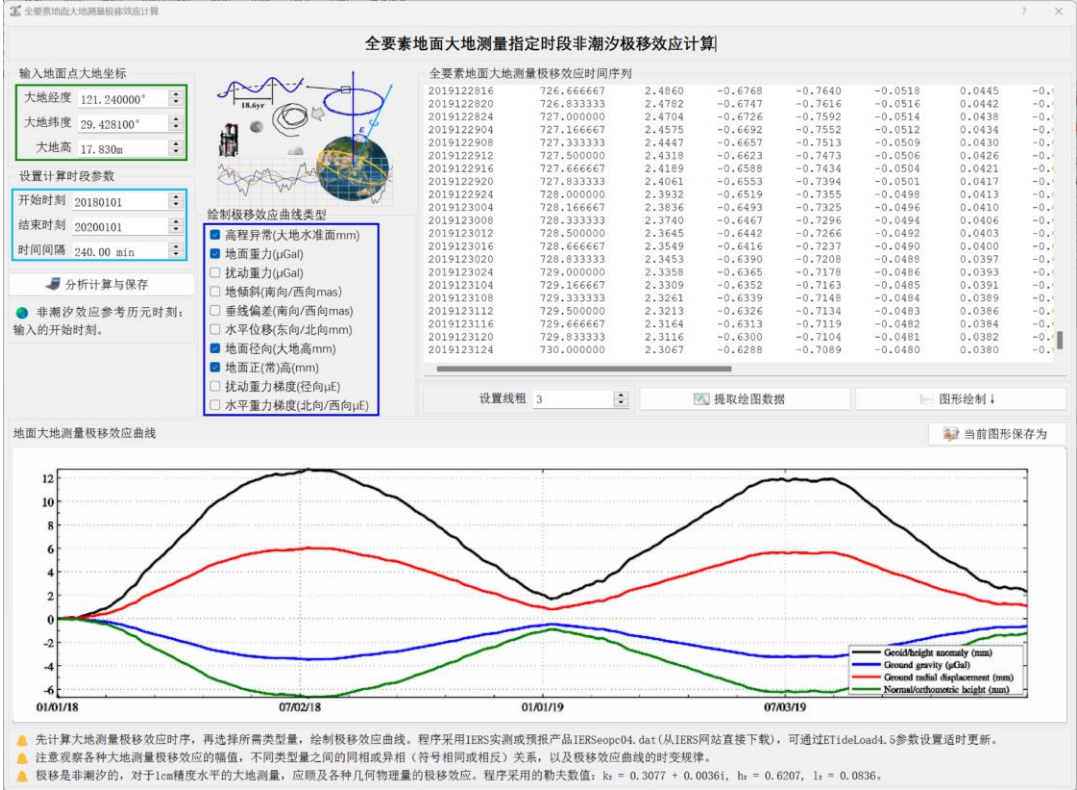 全要素地面大地测量极移效应计算
全要素地面大地测量指定时段非潮汐极移效应计算
输入地面点大地坐标
大地经度 121.240000°
大地纬度 29.428100°
大地高 17.830m
设置计算时段参数
开始时刻 20180101
结束时刻 20200101
时间间隔 240.00 min
分析计算与保存
非潮汐效应参考历元时刻:
输入的开始时刻。
18.6yr
ε
绘制极移效应曲线类型
高程异常(大地水准面mm)
地面重力(μGal)
扰动重力(μGal)
地倾斜(南向/西向mas)
垂线偏差(南向/西向mas)
水平位移(东向/北向mm)
地面径向(大地高mm)
地面正(常)高(mm)
扰动重力梯度(径向μE)
水平重力梯度(北向/西向μE)
全要素地面大地测量极移效应时间序列
2019122816 726.666667 2.4860 -0.6768 -0.7640 -0.0518 0.0445 -0.
2019122820 726.833333 2.4782 -0.6747 -0.7616 -0.0516 0.0442 -0.
2019122824 727.000000 2.4704 -0.6726 -0.7592 -0.0514 0.0438 -0.
2019122904 727.166667 2.4575 -0.6692 -0.7552 -0.0512 0.0434 -0.
2019122908 727.333333 2.4447 -0.6657 -0.7513 -0.0509 0.0430 -0.
2019122912 727.500000 2.4318 -0.6623 -0.7473 -0.0506 0.0426 -0.
2019122916 727.666667 2.4189 -0.6588 -0.7434 -0.0504 0.0421 -0.
2019122920 727.833333 2.4061 -0.6553 -0.7394 -0.0501 0.0417 -0.
2019122924 728.000000 2.3932 -0.6519 -0.7355 -0.0498 0.0413 -0.
2019123004 728.166667 2.3836 -0.6493 -0.7325 -0.0496 0.0410 -0.
2019123008 728.333333 2.3740 -0.6467 -0.7296 -0.0494 0.0406 -0.
2019123012 728.500000 2.3645 -0.6442 -0.7266 -0.0492 0.0403 -0.
2019123016 728.666667 2.3549 -0.6416 -0.7237 -0.0490 0.0400 -0.
2019123020 728.833333 2.3453 -0.6390 -0.7208 -0.0488 0.0397 -0.
2019123024 729.000000 2.3358 -0.6365 -0.7178 -0.0486 0.0393 -0.
2019123104 729.166667 2.3309 -0.6352 -0.7163 -0.0485 0.0391 -0.
2019123108 729.333333 2.3261 -0.6339 -0.7148 -0.0484 0.0389 -0.
2019123112 729.500000 2.3213 -0.6326 -0.7134 -0.0483 0.0386 -0.
2019123116 729.666667 2.3164 -0.6313 -0.7119 -0.0482 0.0384 -0.
2019123120 729.833333 2.3116 -0.6300 -0.7104 -0.0481 0.0382 -0.
2019123124 730.000000 2.3067 -0.6288 -0.7089 -0.0480 0.0380 -0.
设置线粗 3
提取绘图数据
图形绘制↓
地面大地测量极移效应曲线
当前图形保存为
12
10
8
6
4
2
0
-2
-4
-6
01/01/18 07/02/18 01/01/19 07/03/19
Geoid/height anomaly (mm)
Ground gravity (μGal)
Ground radial displacement (mm)
Normal/orthometric height (mm)
先计算大地测量极移效应时序，再选择所需类型量，绘制极移效应曲线。程序采用IERS实测或预报产品IERSeopc04.dat(从IERS网站直接下载)，可通过ETideLoad4.5参数设置适时更新。
注意观察各种大地测量极移效应的幅值，不同类型量之间的同相或异相（符号相同或相反）关系，以及极移效应曲线的时变规律。
极移是非潮汐的，对于1cm精度水平的大地测量，应顾及各种几何物理量的极移效应。程序采用的勒夫数值：k₂ = 0.3077 + 0.0036i, h₂ = 0.6207, l₂ = 0.0836。